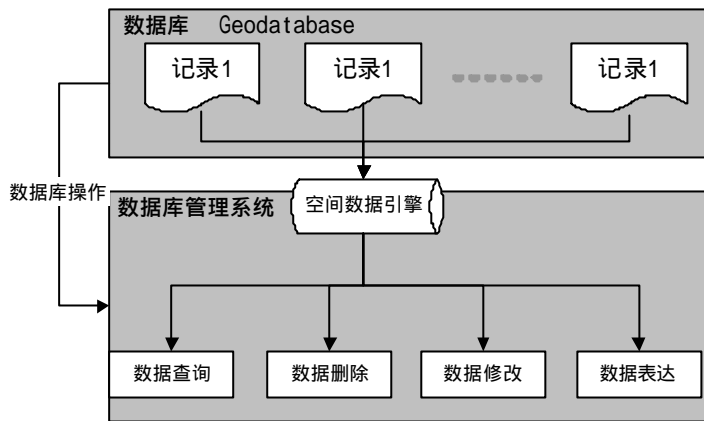 数据库 Geodatabase
记录1
记录1
记录1
数据库操作
数据库管理系统
空间数据引擎
数据查询
数据删除
数据修改
数据表达